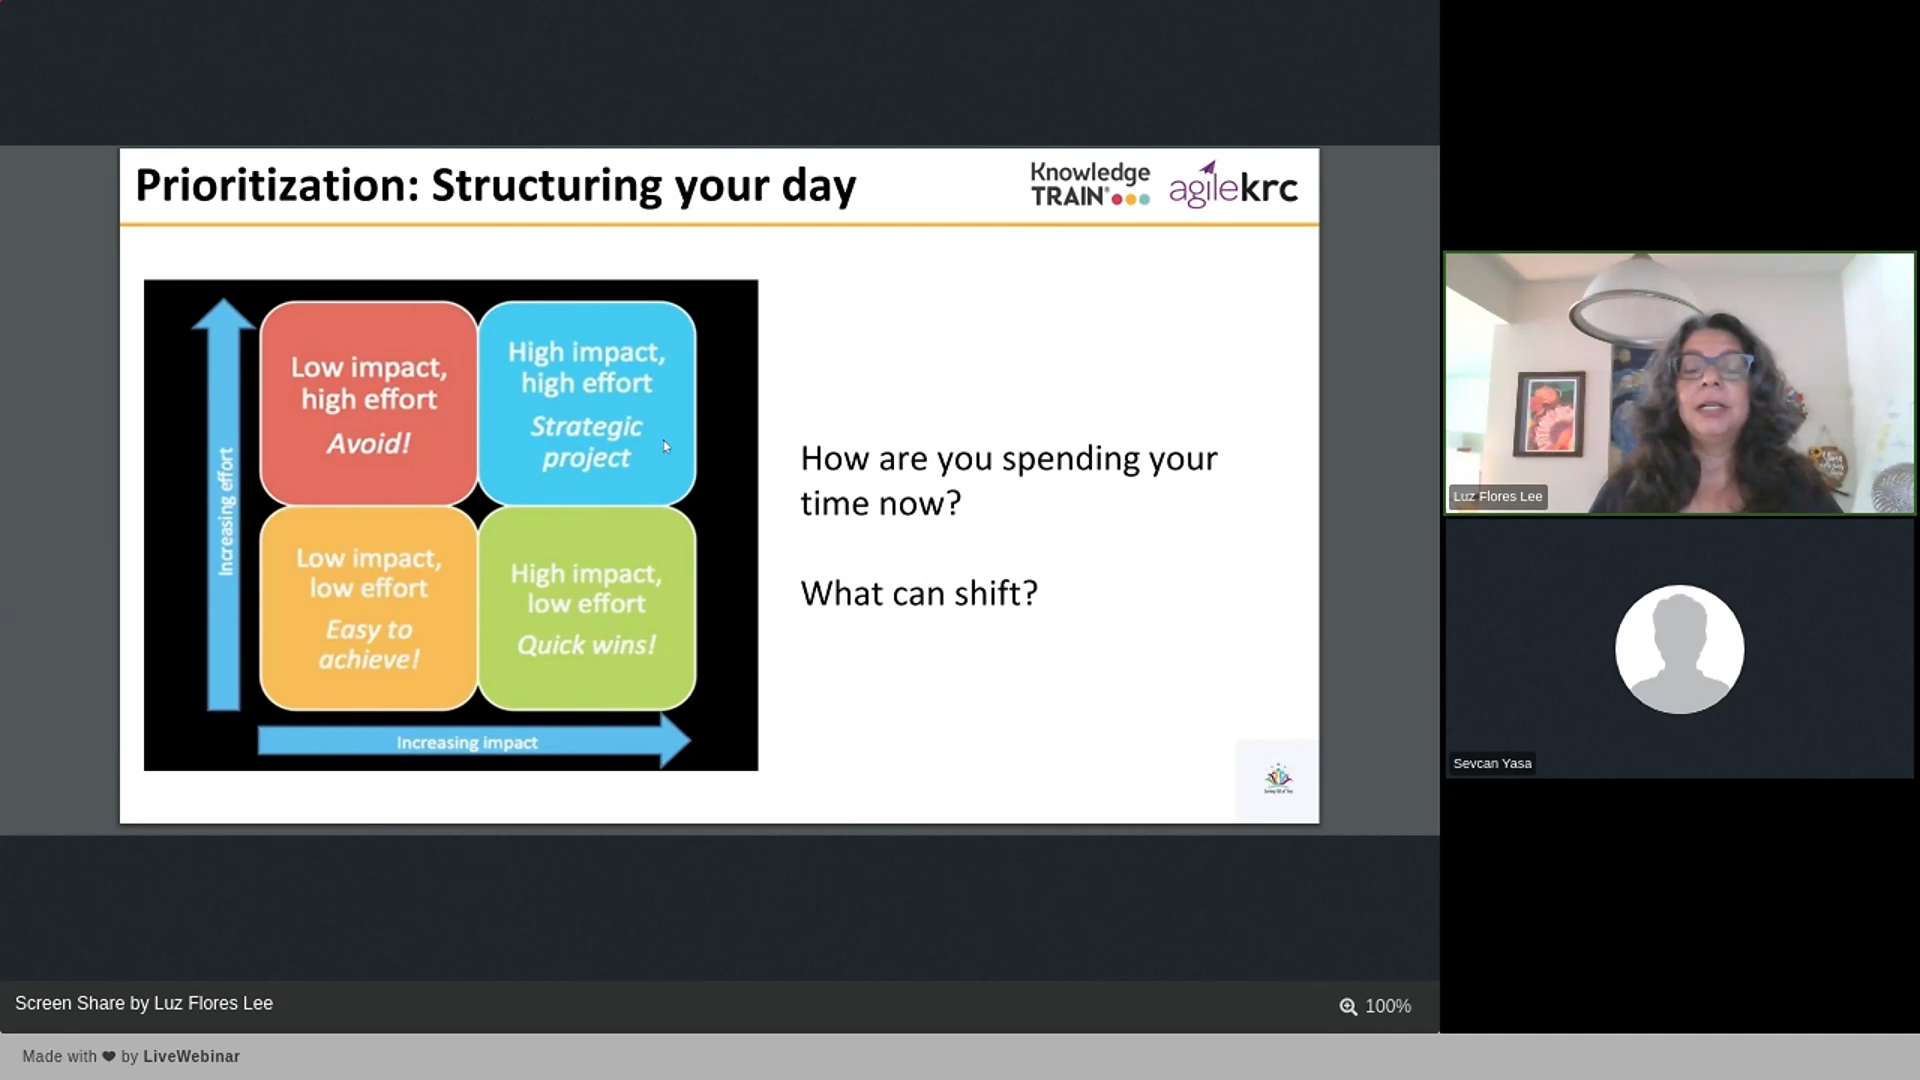 Prioritization: Structuring your day
Knowledge
TRAIN®
agilekrc
Increasing effort
Low impact,
high effort
Avoid!
High impact,
high effort
Strategic
project
Low impact,
low effort
Easy to
achieve!
High impact,
low effort
Quick wins!
Increasing impact
How are you spending your
time now?
What can shift?
Luz Flores Lee
Sevcan Yasa
Screen Share by Luz Flores Lee
100%
Made with ❤ by LiveWebinar